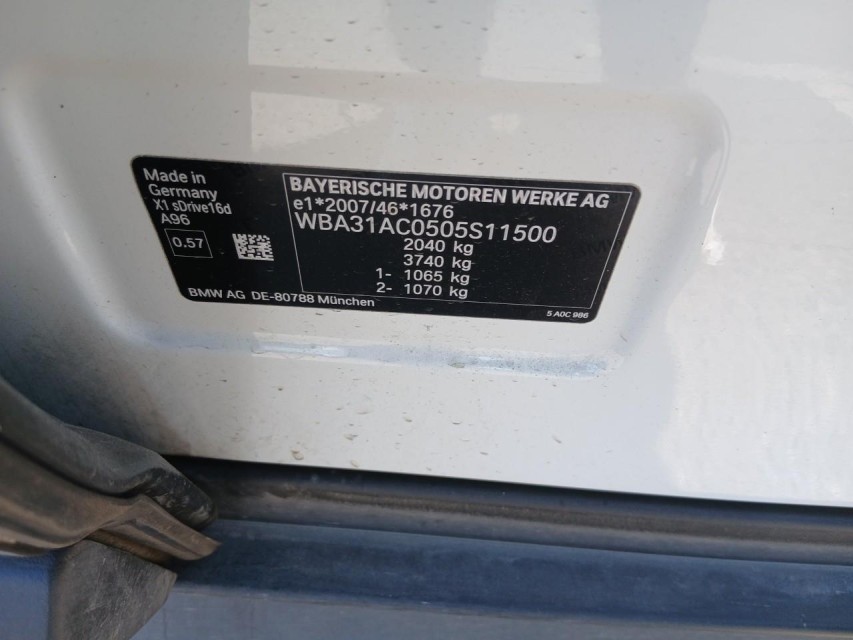 Made in
Germany
X1 sDrive16d
A96
0.57
BAYERISCHE MOTOREN WERKE AG
e1*2007/46*1676
WBA31AC0505S11500
2040 kg
3740 kg
1- 1065 kg
2- 1070 kg
BMW AG DE-80788 München
5 A0C 986